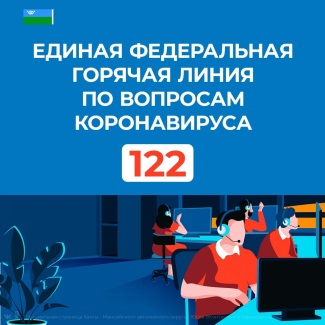 ЕДИНАЯ ФЕДЕРАЛЬНАЯ
ГОРЯЧАЯ ЛИНИЯ
ПО ВОПРОСАМ
КОРОНАВИРУСА
122